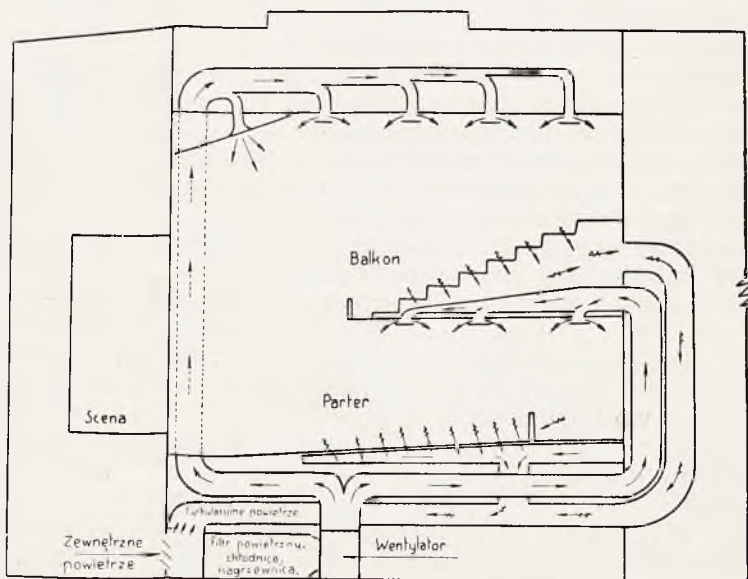 Balkon
Parter
Scena
Cyrkulacyjne powietrze
Zewnętrzne
powietrze
Filtr powietrzny,
chłodnica,
nagrzewnica.
Wentylator